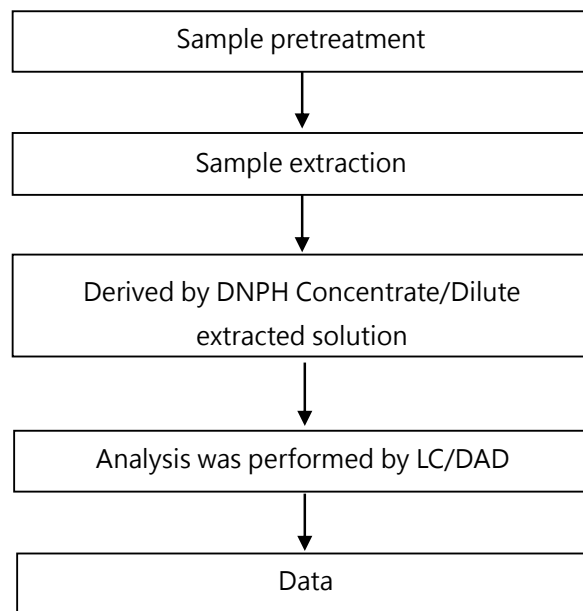 Sample pretreatment
Sample extraction
Derived by DNPH Concentrate/Dilute
extracted solution
Analysis was performed by LC/DAD
Data